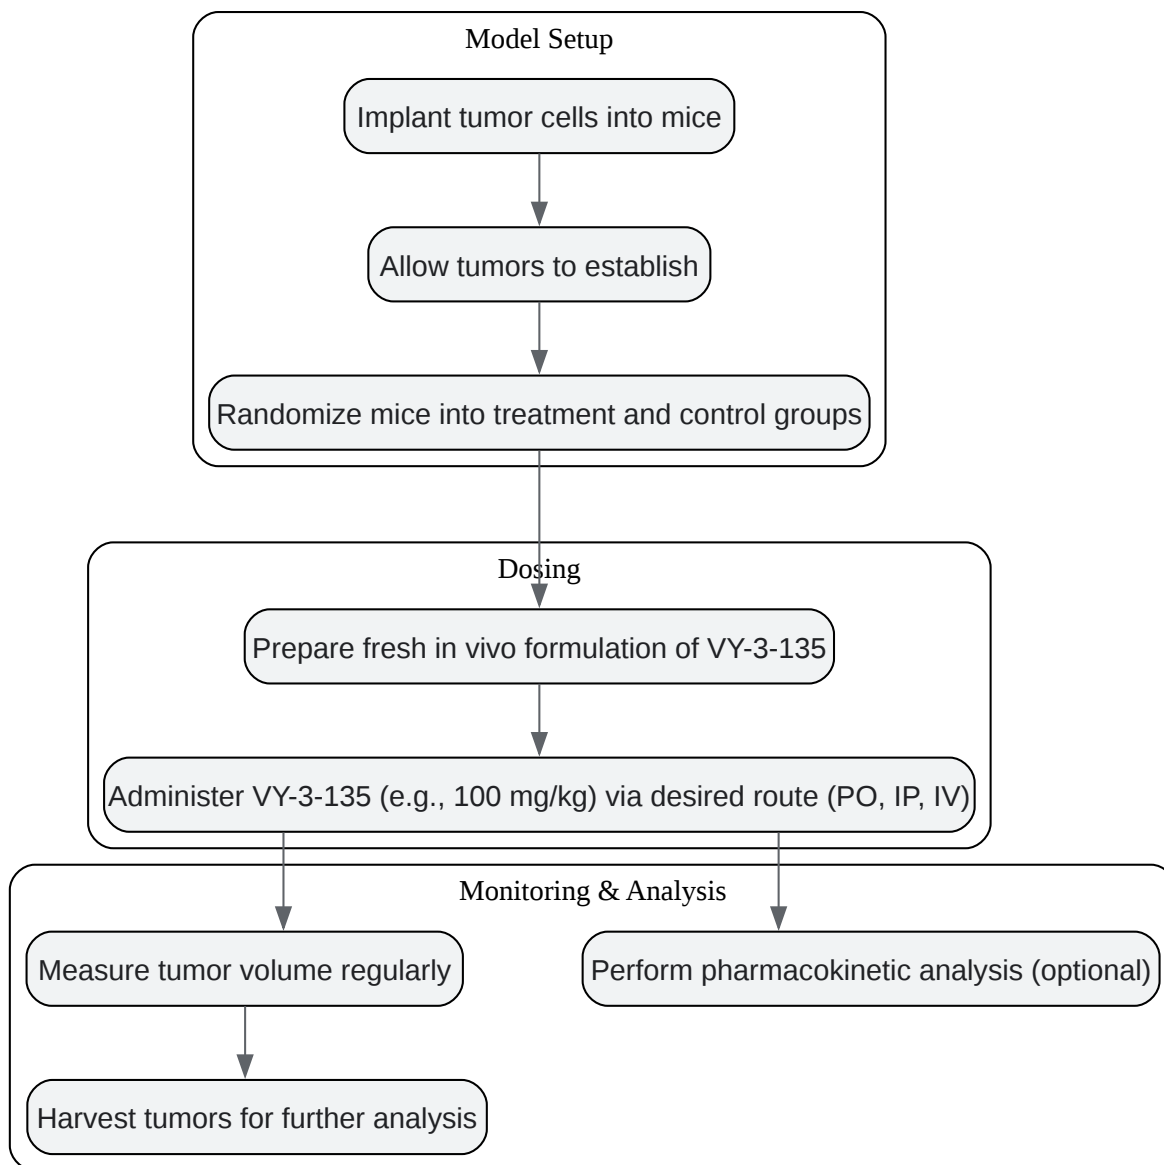 Model Setup
Implant tumor cells into mice
Allow tumors to establish
Randomize mice into treatment and control groups
Dosing
Prepare fresh in vivo formulation of VY-3-135
Administer VY-3-135 (e.g., 100 mg/kg) via desired route (PO, IP, IV)
Monitoring & Analysis
Measure tumor volume regularly
Perform pharmacokinetic analysis (optional)
Harvest tumors for further analysis